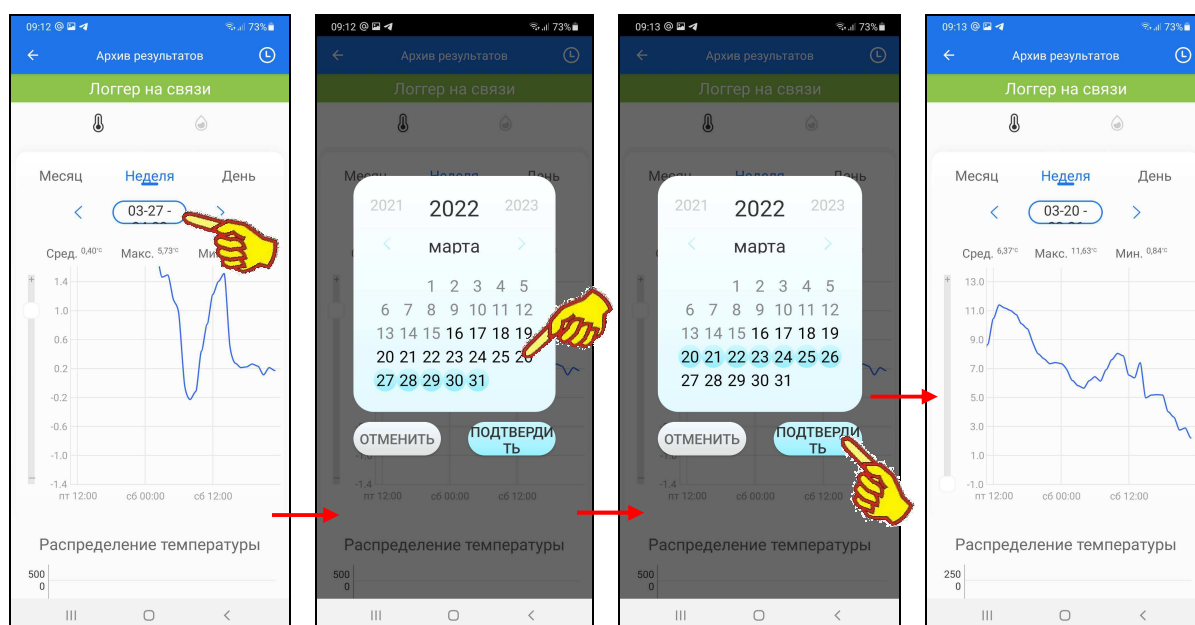 09:12 @ 73%
Архив результатов
Логгер на связи
Месяц Неделя День
03-27 -
Сред. 0,40°C Макс. 5,73°C
1.4
1.0
0.6
0.2
-0.2
-0.6
-1.0
-1.4
пт 12:00 сб 00:00 сб 12:00
Распределение температуры
500
0
09:12 @ 73%
Архив результатов
Логгер на связи
2021 2022 2023
марта
1 2 3 4 5
6 7 8 9 10 11 12
13 14 15 16 17 18 19
20 21 22 23 24 25 26
27 28 29 30 31
ОТМЕНИТЬ
ПОДТВЕРДИ
ТЬ
-1.4
пт 12:00 сб 00:00 сб 12:00
Распределение температуры
500
0
09:13 @ 73%
Архив результатов
Логгер на связи
2021 2022 2023
марта
1 2 3 4 5
6 7 8 9 10 11 12
13 14 15 16 17 18 19
20 21 22 23 24 25 26
27 28 29 30 31
ОТМЕНИТЬ
ПОДТВЕРДИ
ТЬ
-1.4
пт 12:00 сб 00:00 сб 12:00
Распределение температуры
500
0
09:13 @ 73%
Архив результатов
Логгер на связи
Месяц Неделя День
03-20 -
Сред. 6,37°C Макс. 11,63°C Мин. 0,84°C
13.0
11.0
9.0
7.0
5.0
3.0
1.0
-1.0
пт 12:00 сб 00:00 сб 12:00
Распределение температуры
250
0